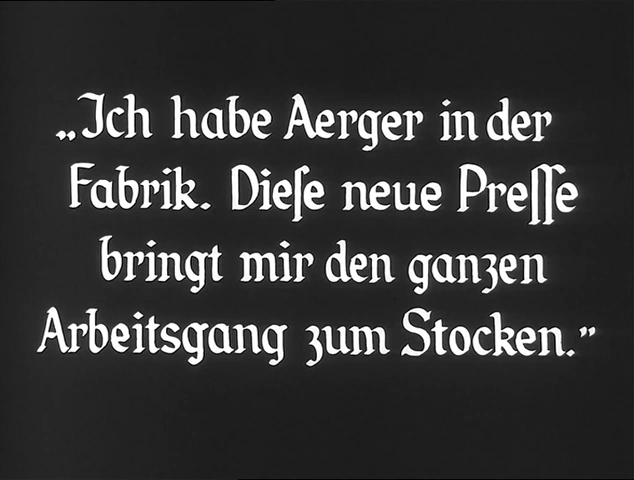 „Ich habe Aerger in der
Fabrik. Dieſe neue Preſſe
bringt mir den ganzen
Arbeitsgang zum Stocken.”